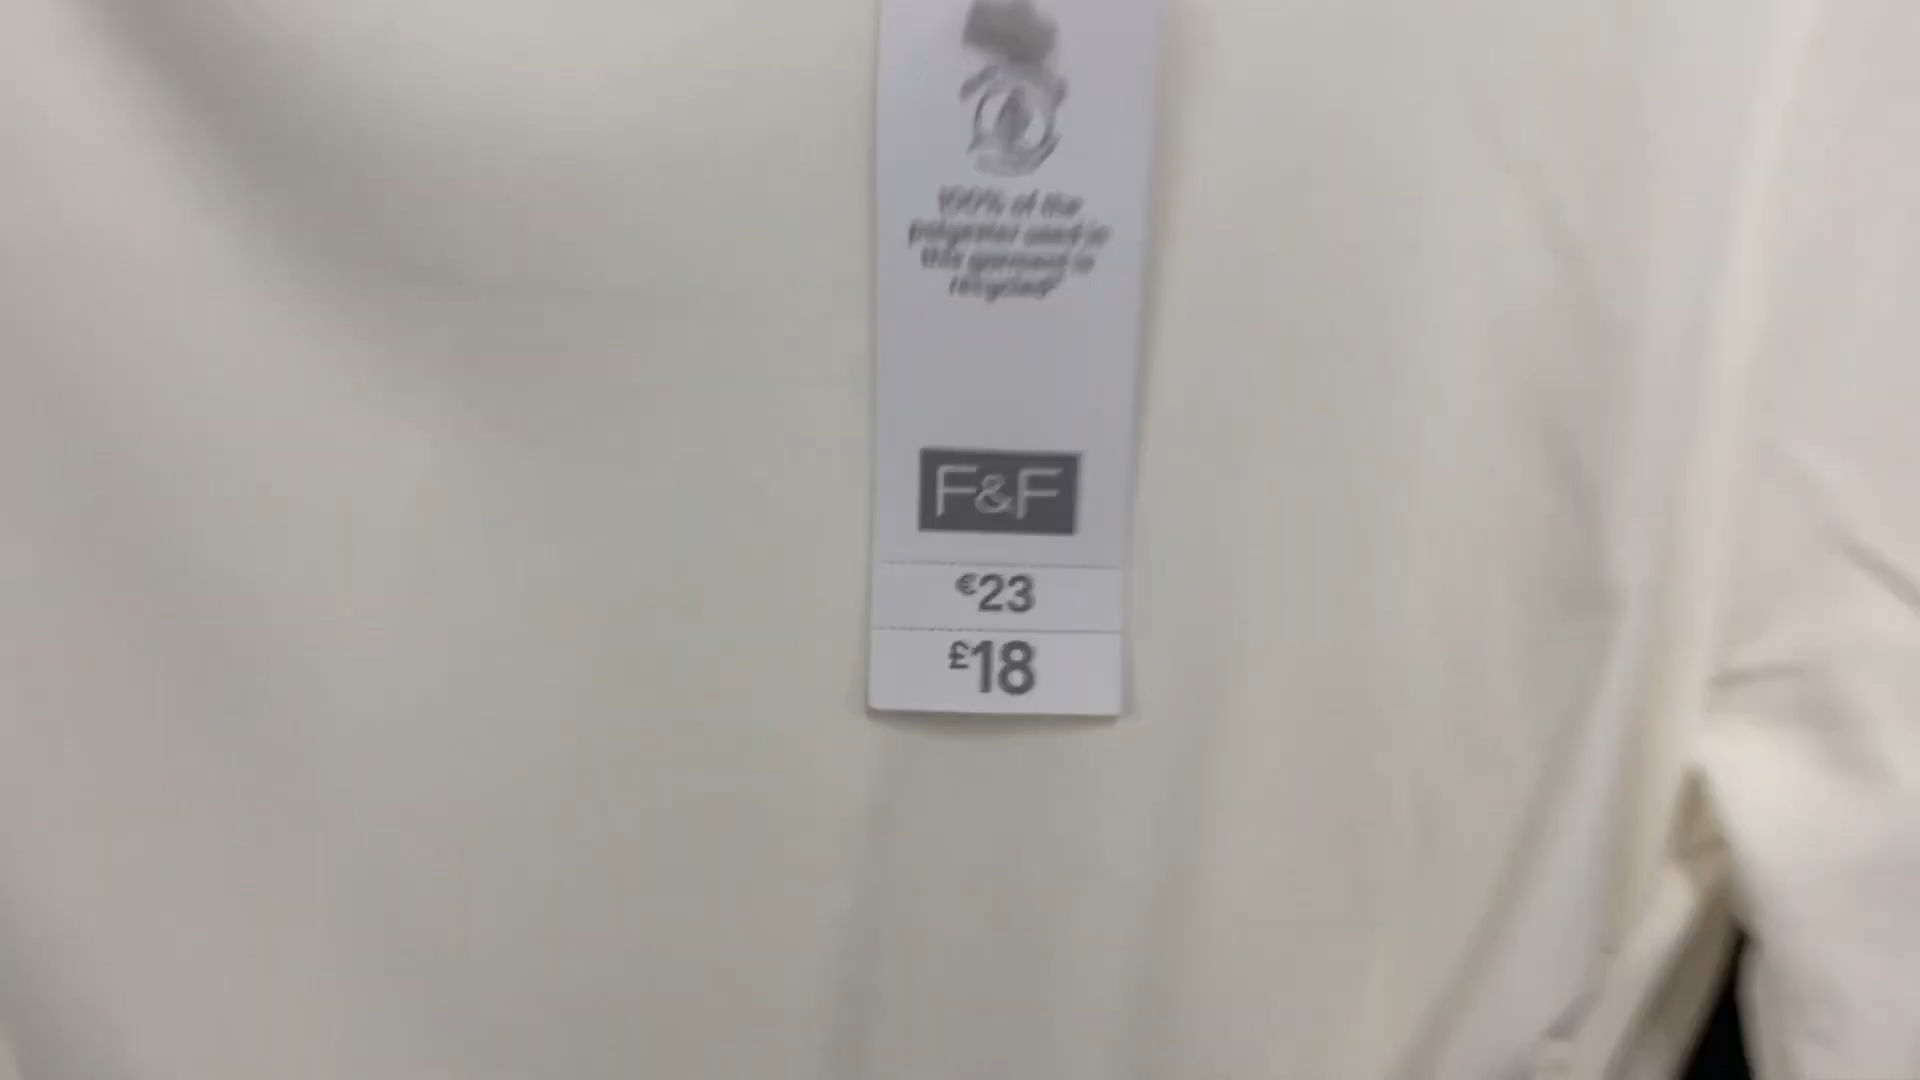 100% of the
polyester used in
this garment is
recycled*
F&F
€23
£18